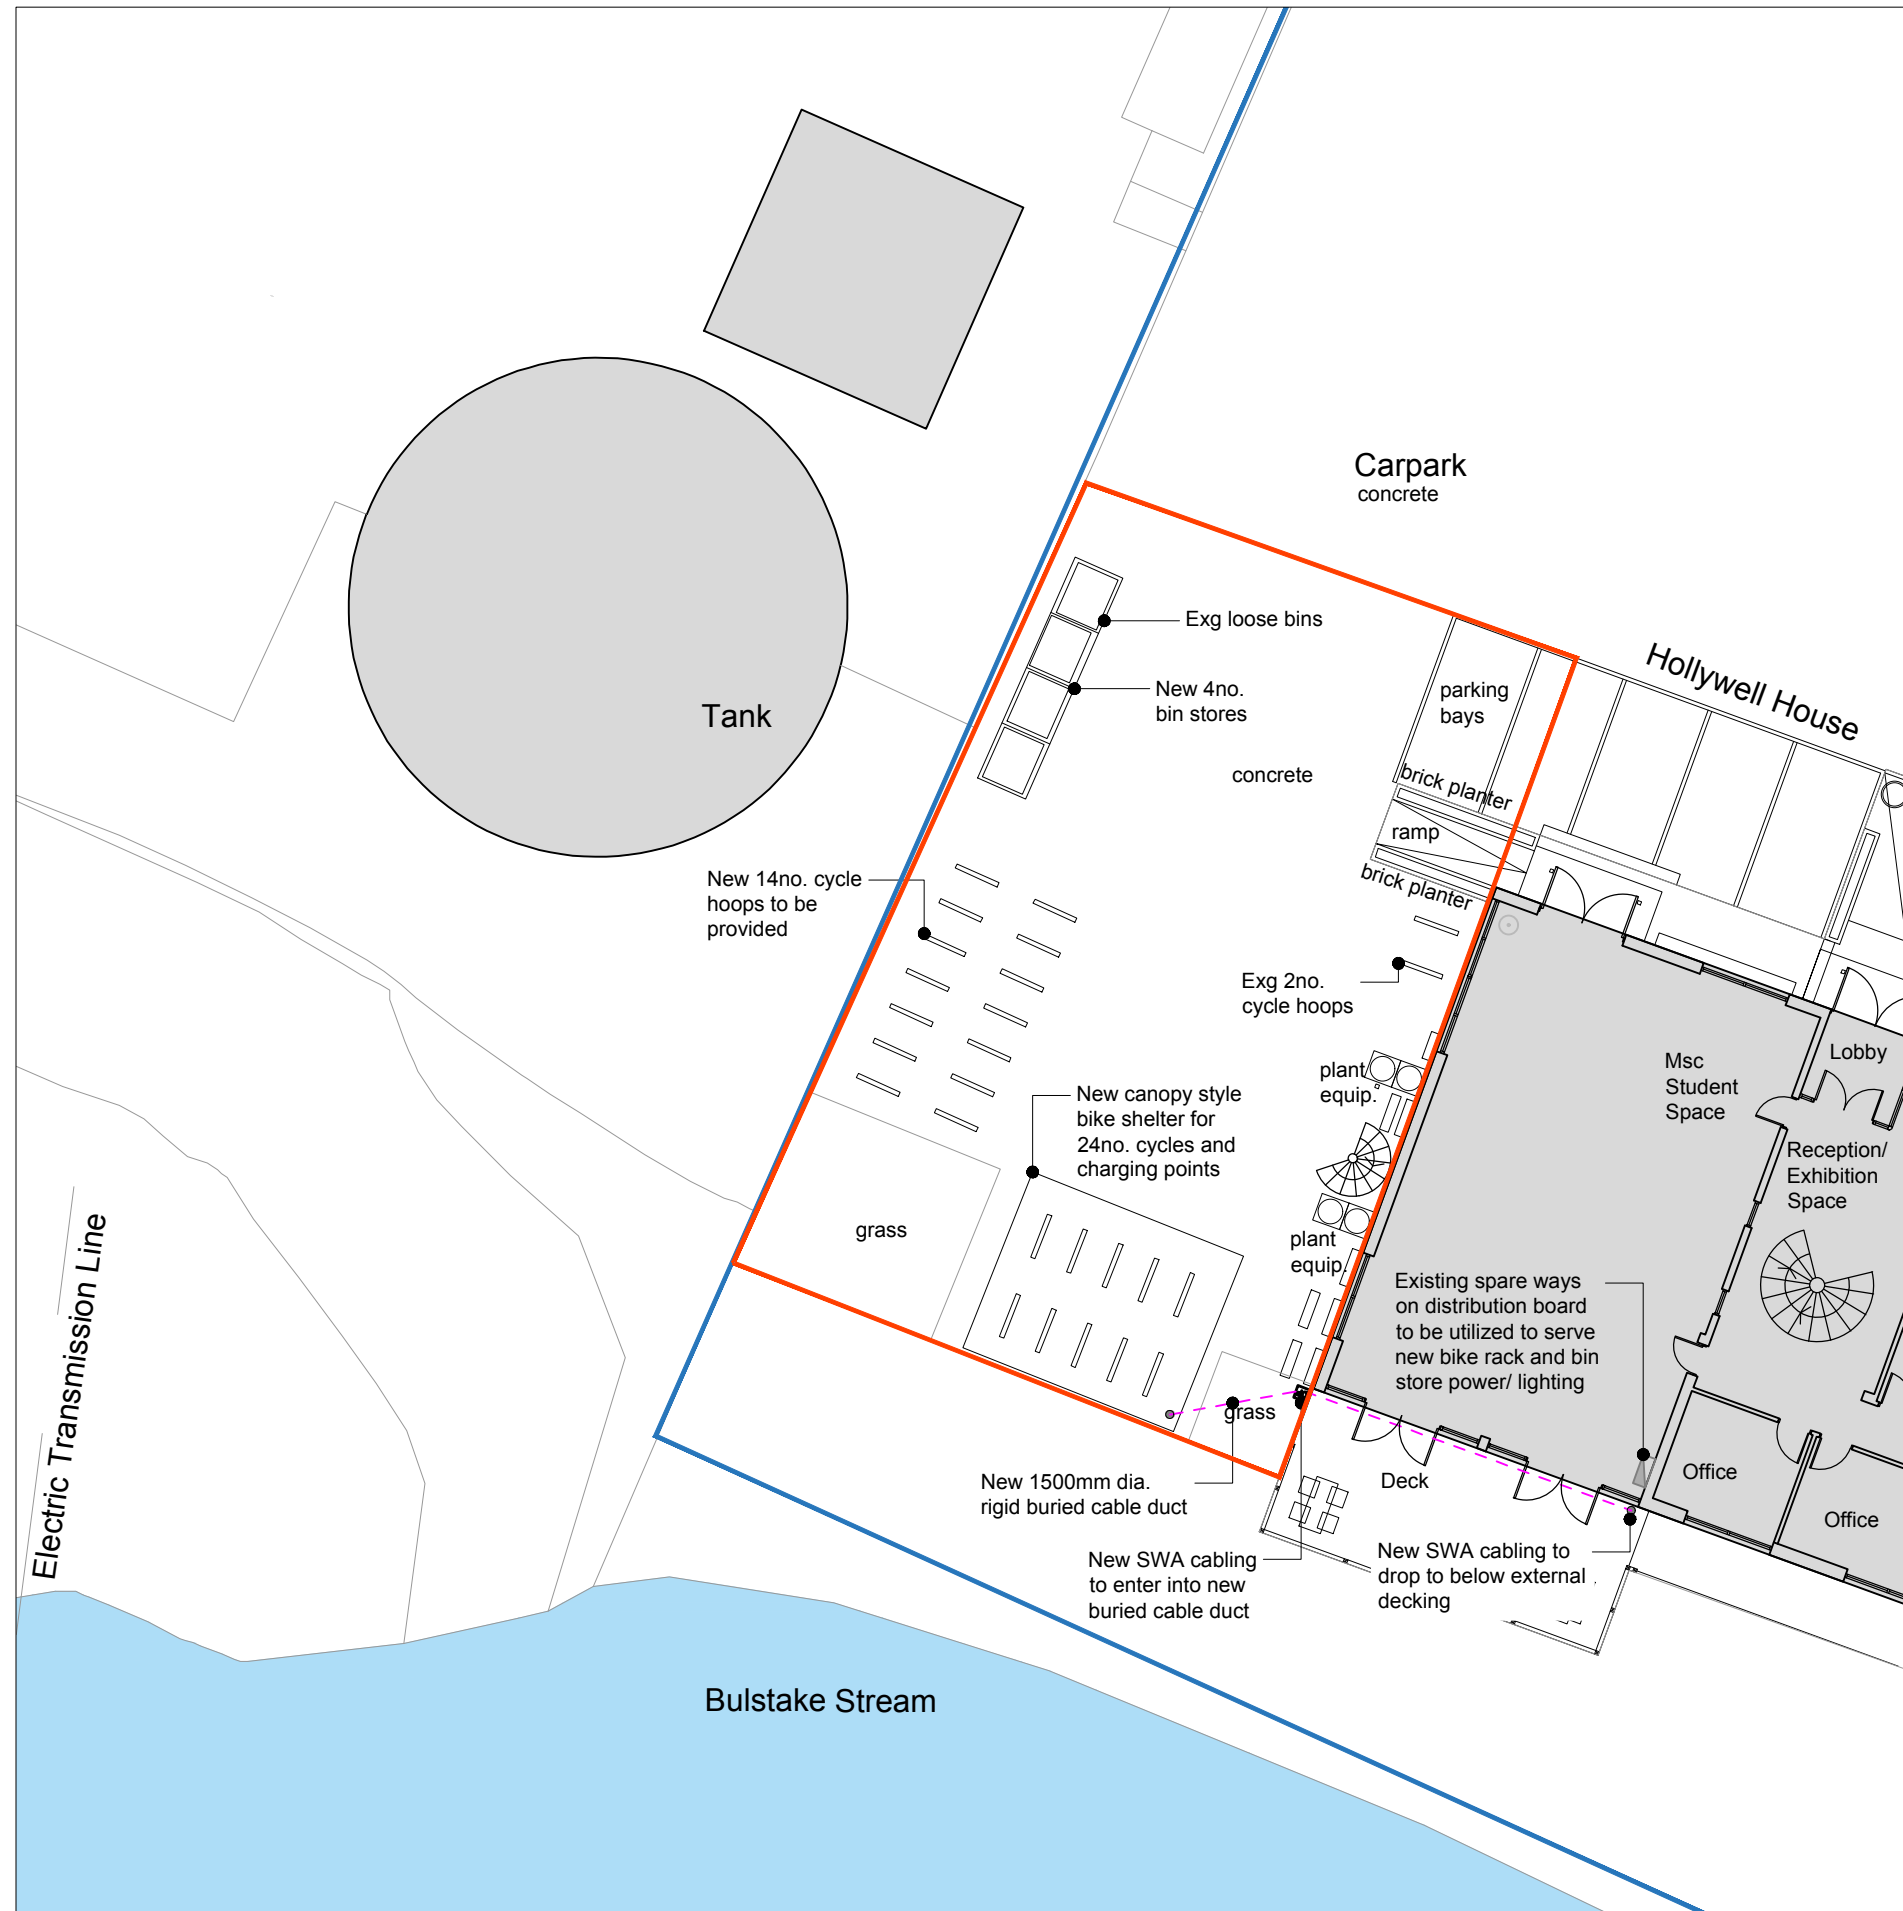 Carpark
concrete
Exg loose bins
New 4no.
bin stores
parking
bays
Hollywell House
Tank
concrete
brick planter
ramp
brick planter
New 14no. cycle
hoops to be
provided
Exg 2no.
cycle hoops
plant
equip.
Msc
Student
Space
Lobby
New canopy style
bike shelter for
24no. cycles and
charging points
Reception/
Exhibition
Space
grass
plant
equip.
Existing spare ways
on distribution board
to be utilized to serve
new bike rack and bin
store power/ lighting
Electric Transmission Line
grass
New 1500mm dia.
rigid buried cable duct
Deck
Office
Office
New SWA cabling
to enter into new
buried cable duct
New SWA cabling to
drop to below external
decking
Bulstake Stream